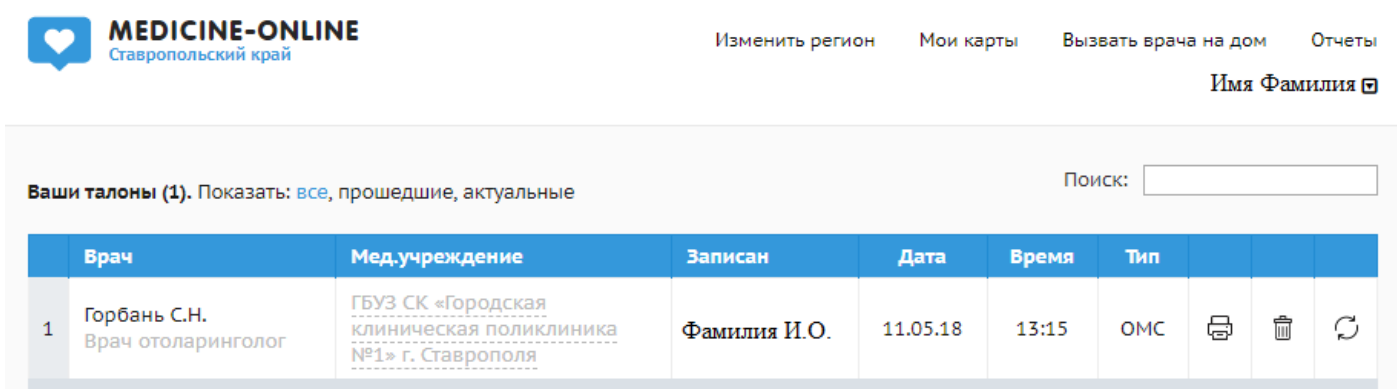 MEDICINE-ONLINE
Ставропольский край
Изменить регион Мои карты Вызвать врача на дом Отчеты
Имя Фамилия
Ваши талоны (1). Показать: все, прошедшие, актуальные
Поиск:
Врач Мед.учреждение Записан Дата Время Тип
1 Горбань С.Н. Врач отоларинголог
ГБУЗ СК «Городская
клиническая поликлиника
№1» г. Ставрополя
Фамилия И.О. 11.05.18 13:15 ОМС